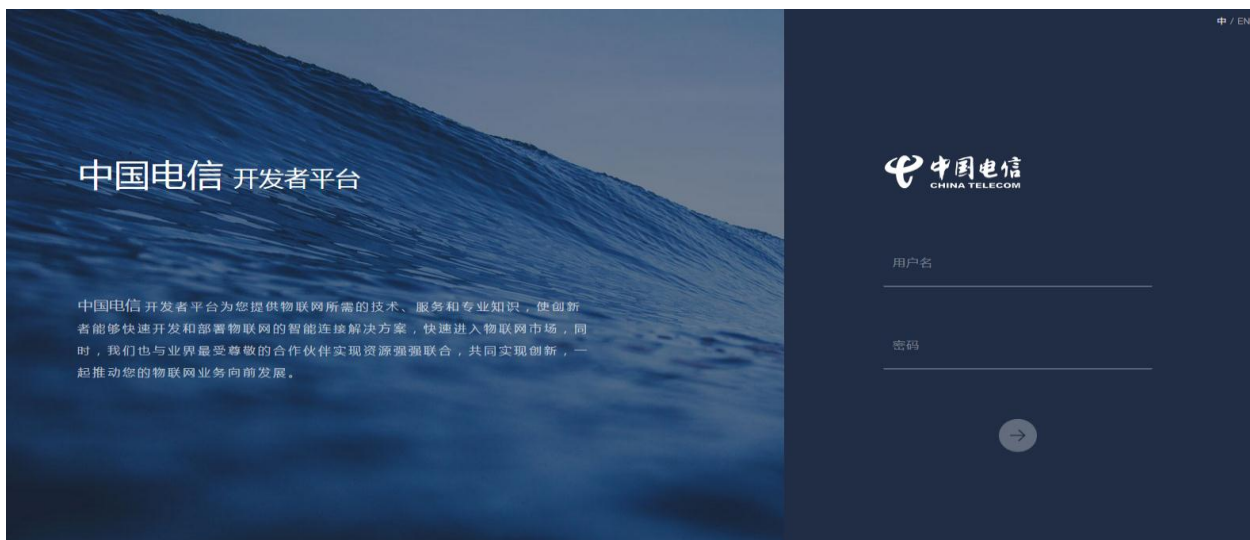 中 / EN
中国电信 开发者平台
中国电信 开发者平台为您提供物联网所需的技术、服务和专业知识，使创新
者能够快速开发和部署物联网的智能连接解决方案，快速进入物联网市场，同
时，我们也与业界最受尊敬的合作伙伴实现资源强强联合，共同实现创新，一
起推动您的物联网业务向前发展。
中国电信
CHINA TELECOM
用户名
密码